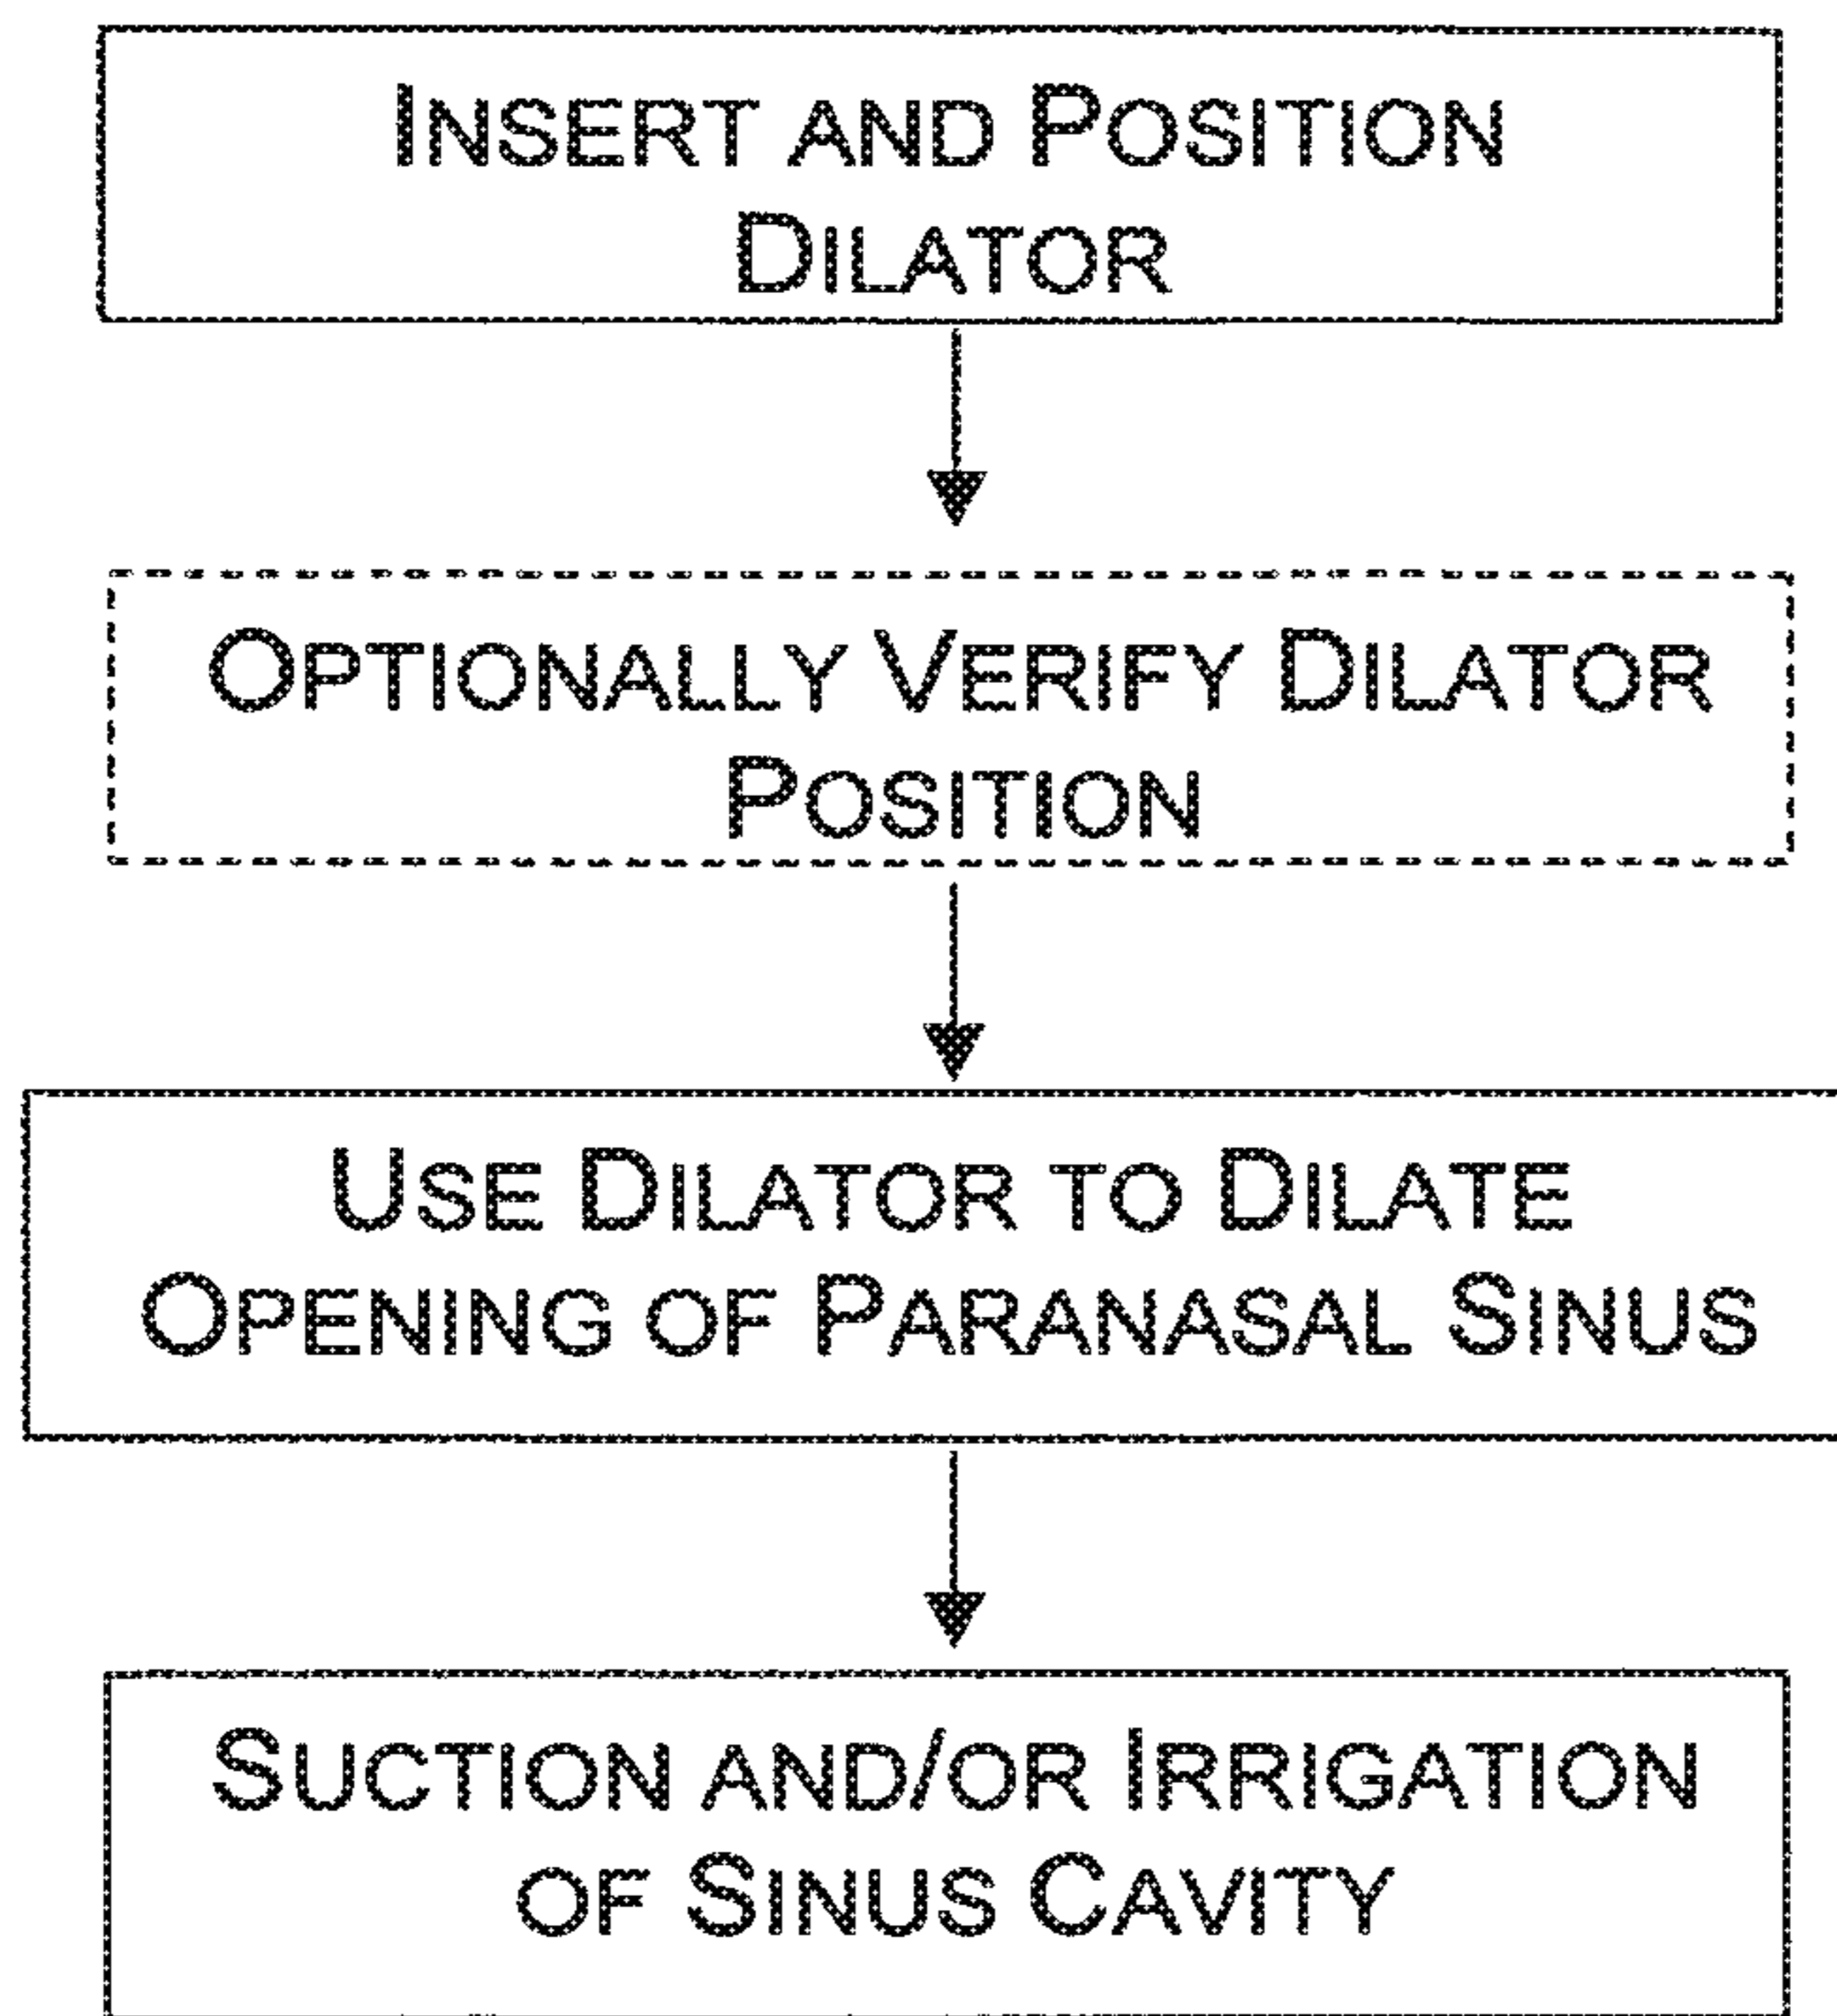 INSERT AND POSITION
DILATOR
OPTIONALLY VERIFY DILATOR
POSITION
USE DILATOR TO DILATE
OPENING OF PARANASAL SINUS
SUCTION AND/OR IRRIGATION
OF SINUS CAVITY